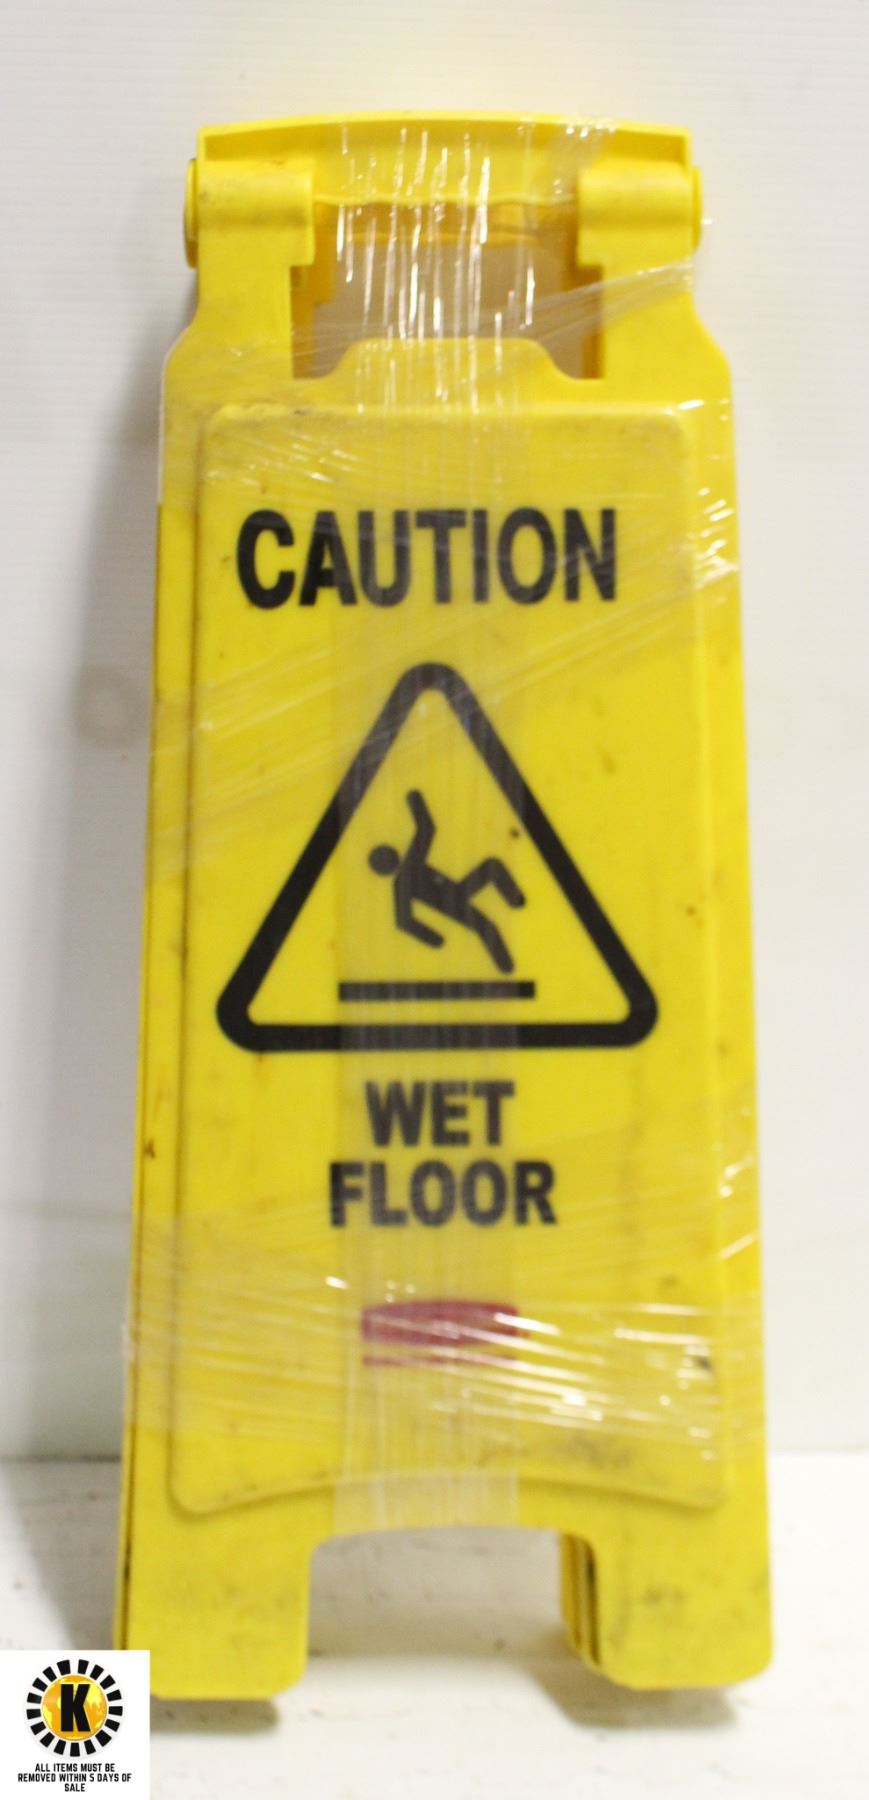 CAUTION
WET
FLOOR
K
ALL ITEMS MUST BE
REMOVED WITHIN 5 DAYS OF
SALE